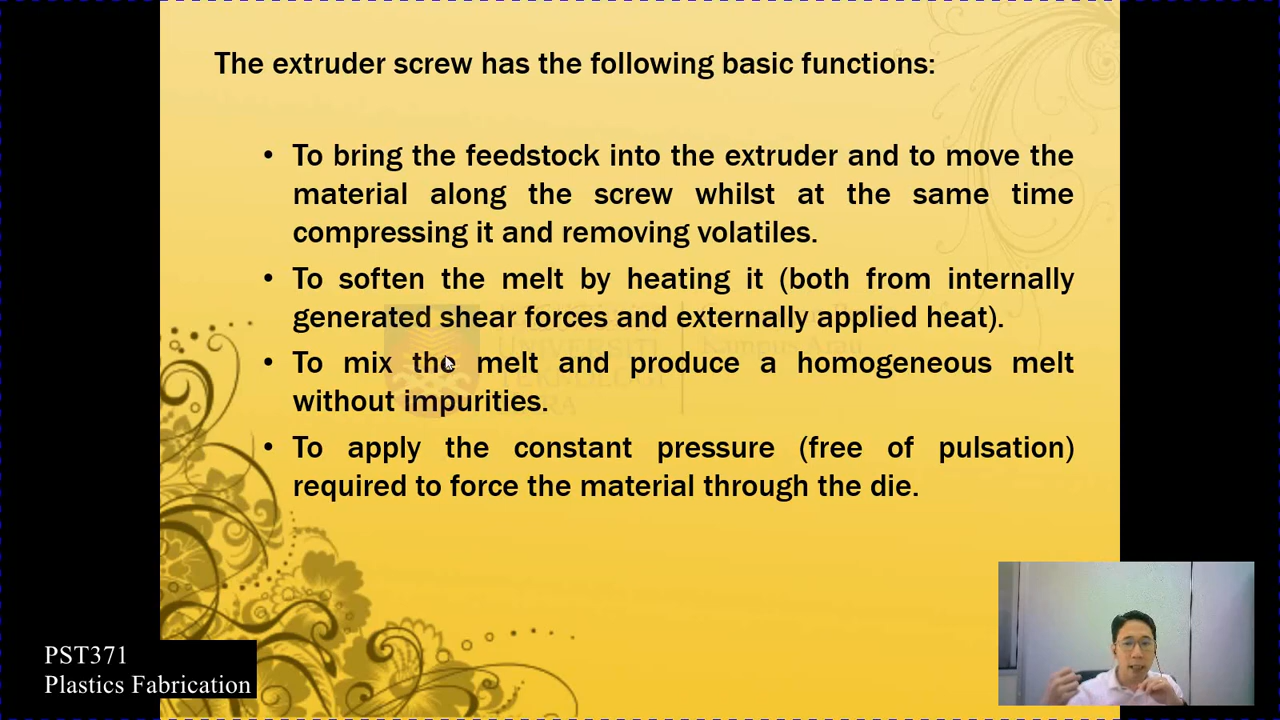 The extruder screw has the following basic functions:
• To bring the feedstock into the extruder and to move the
material along the screw whilst at the same time
compressing it and removing volatiles.
• To soften the melt by heating it (both from internally
generated shear forces and externally applied heat).
• To mix the melt and produce a homogeneous melt
without impurities.
• To apply the constant pressure (free of pulsation)
required to force the material through the die.
UNIVERSITI
TEKNOLOGI
Kampus Arau
PST371
Plastics Fabrication